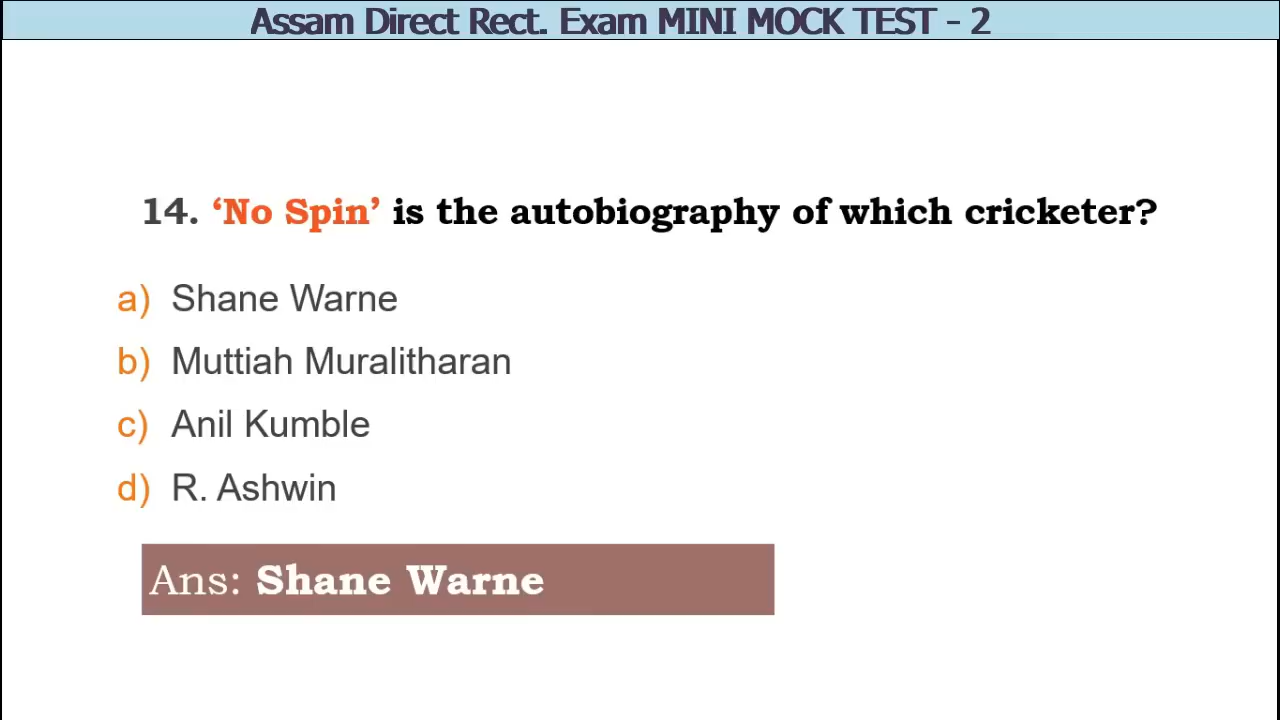 Assam Direct Rect. Exam MINI MOCK TEST - 2
14. ‘No Spin’ is the autobiography of which cricketer?
a) Shane Warne
b) Muttiah Muralitharan
c) Anil Kumble
d) R. Ashwin
Ans: Shane Warne